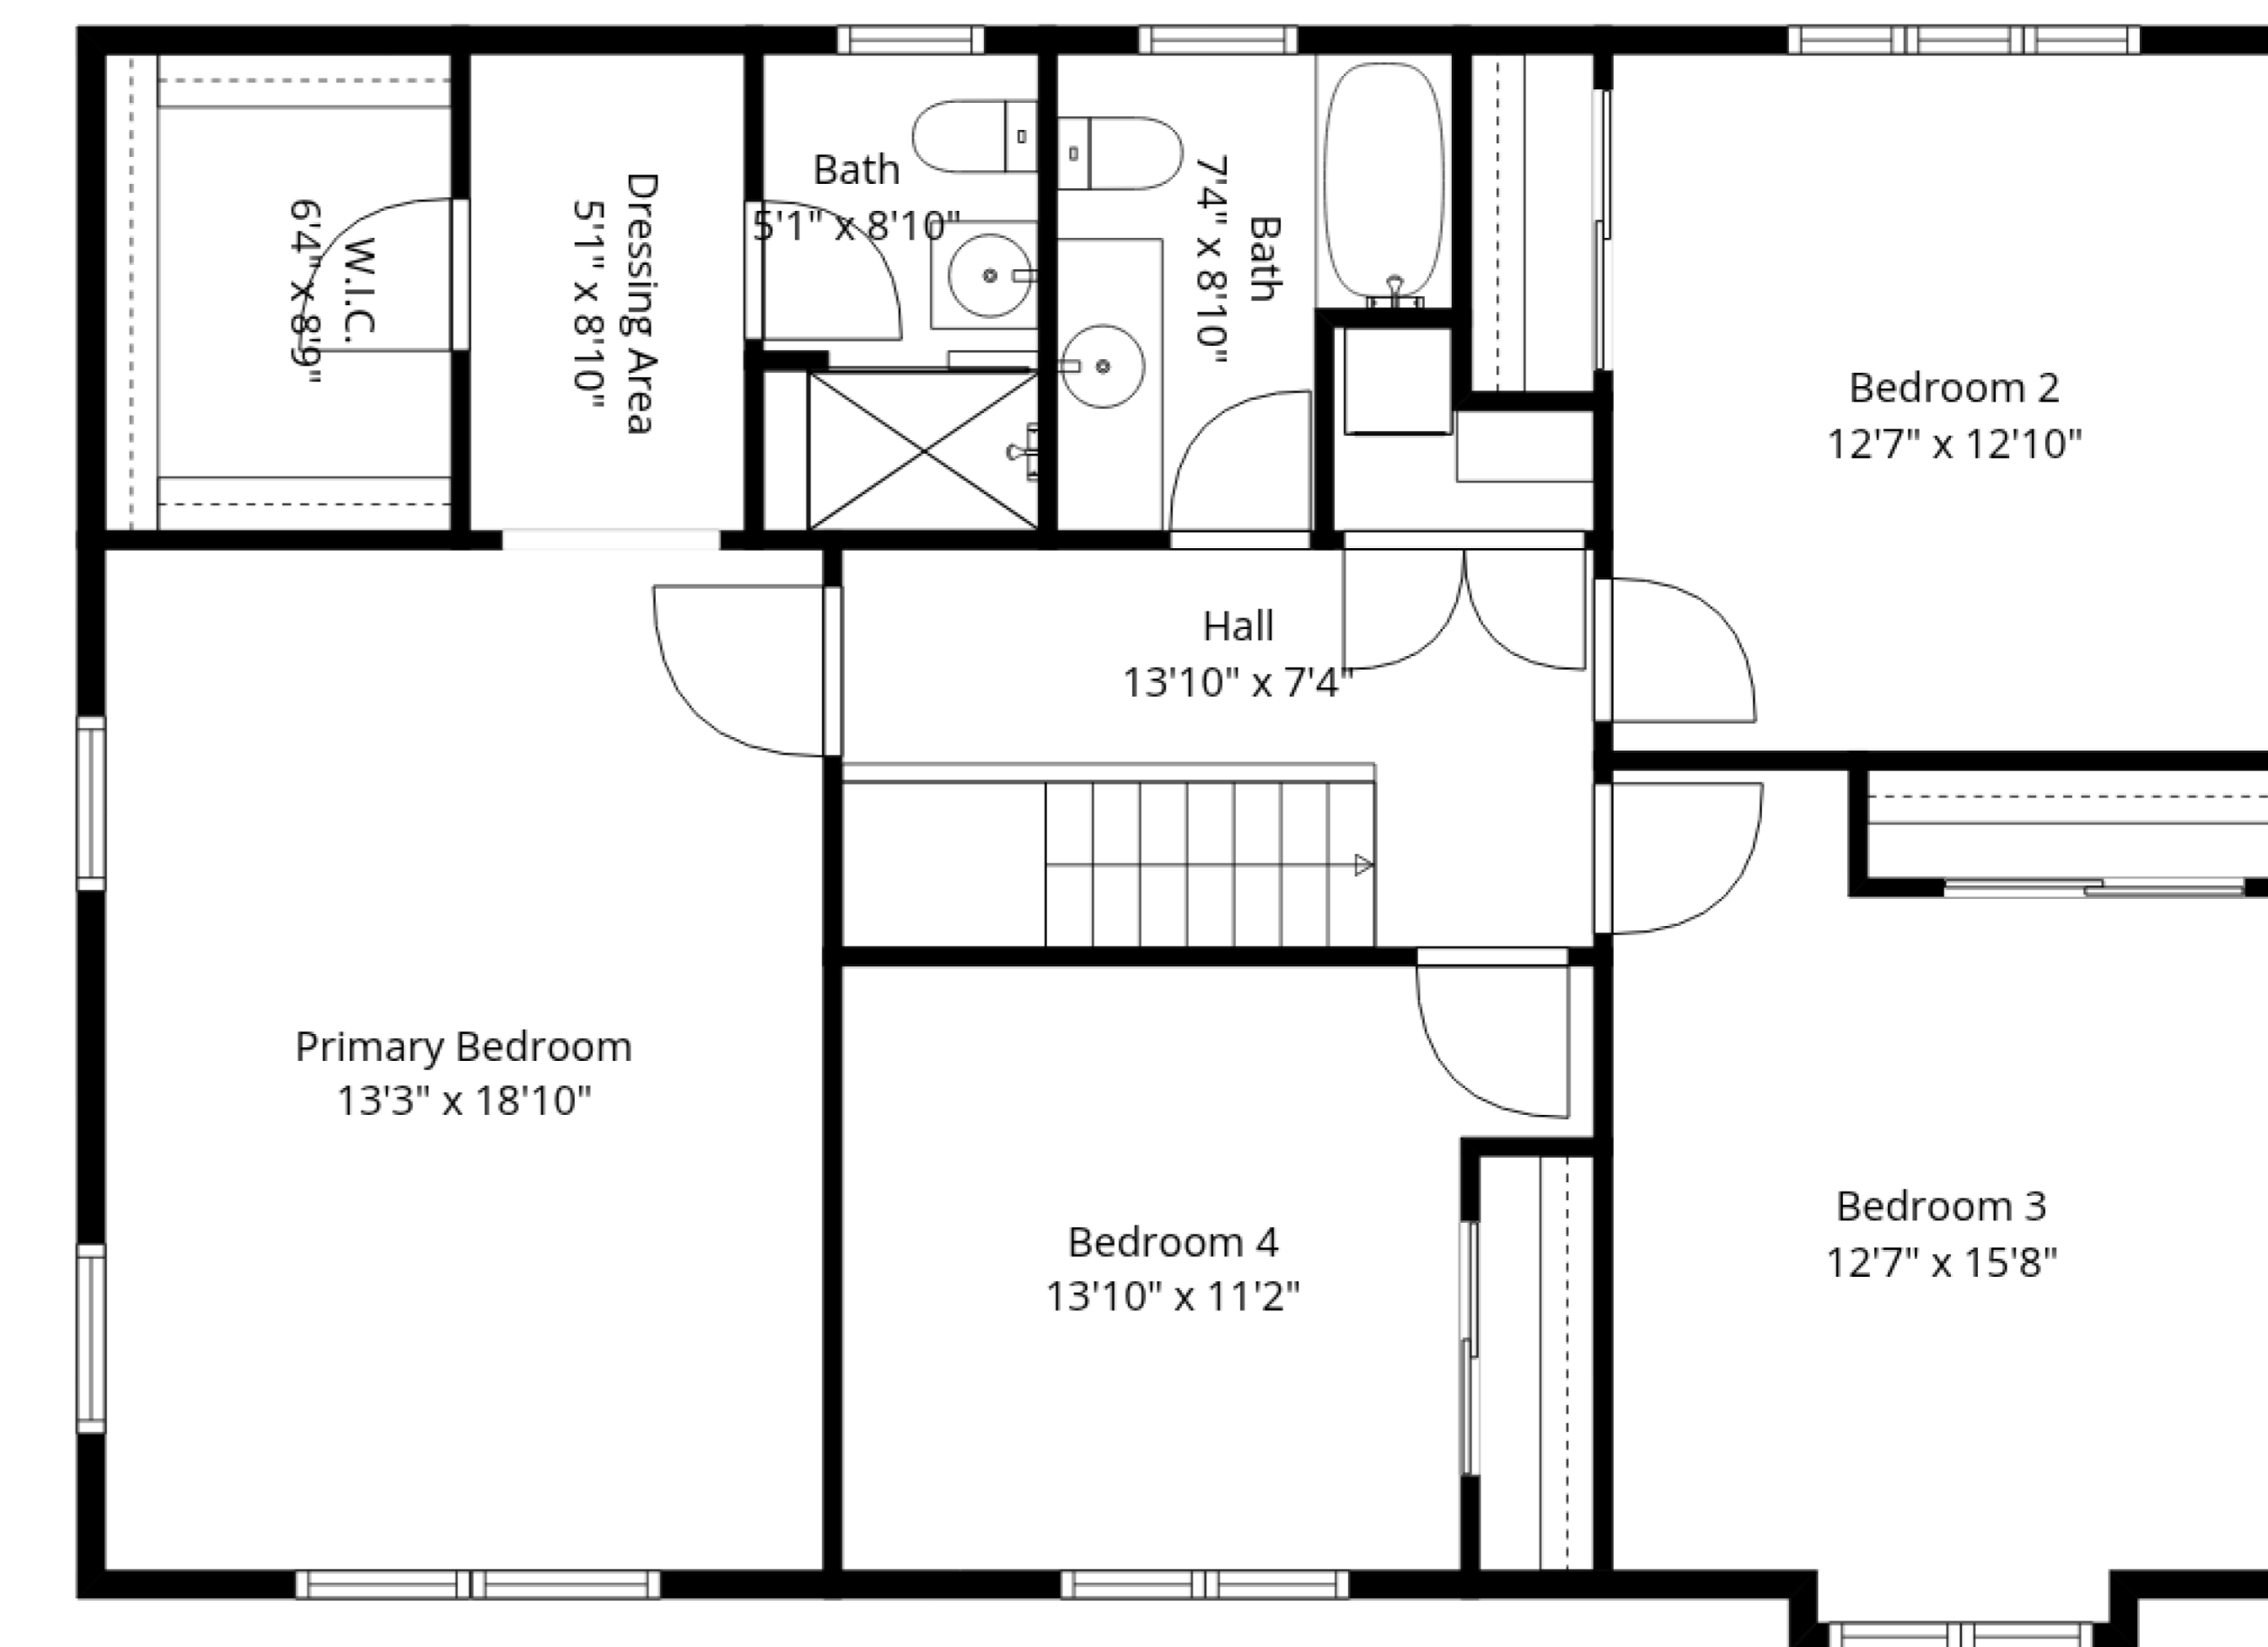 W.I.C.
6'4" x 8'9"
Dressing Area
5'1" x 8'10"
Bath
5'1" x 8'10"
Bath
7'4" x 8'10"
Bedroom 2
12'7" x 12'10"
Hall
13'10" x 7'4"
Primary Bedroom
13'3" x 18'10"
Bedroom 4
13'10" x 11'2"
Bedroom 3
12'7" x 15'8"